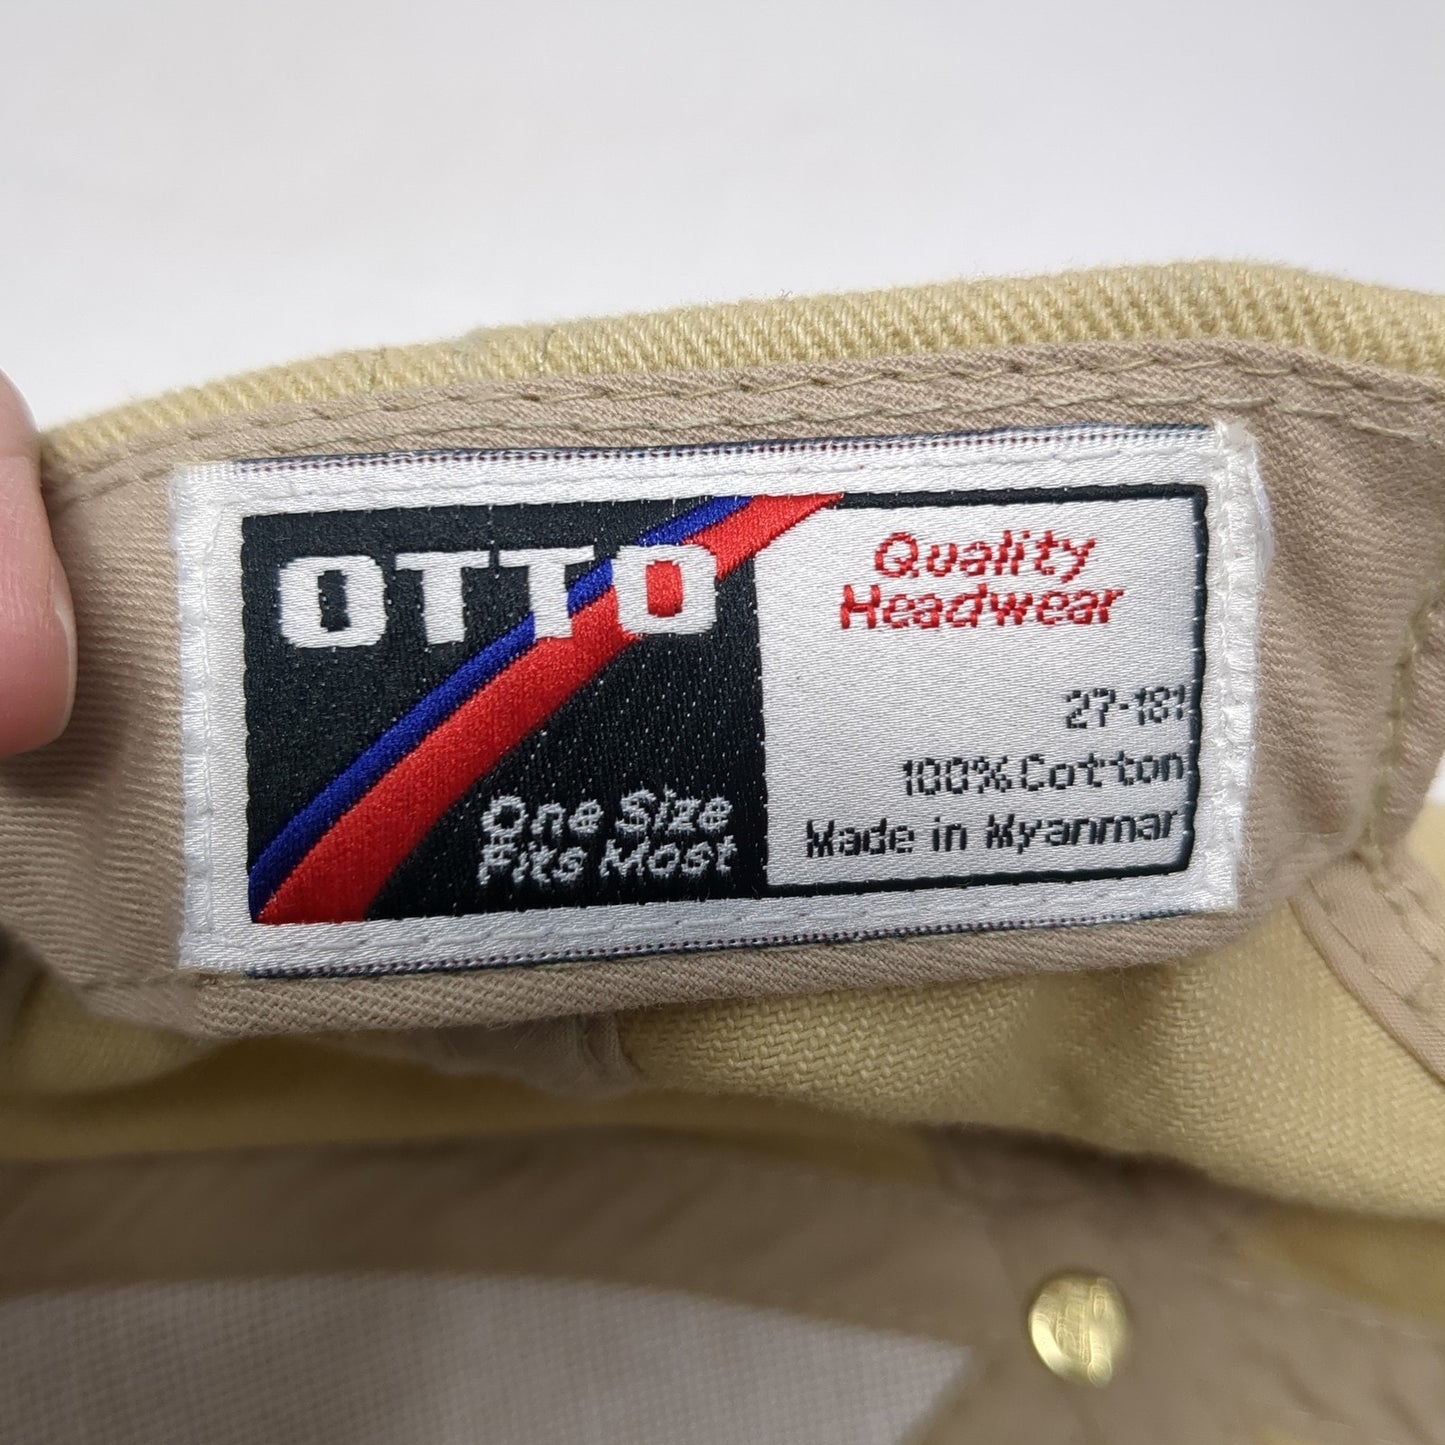 OTTO
One Size
Fits Most
Quality
Headwear
27-181
100% Cotton
Made in Myanmar